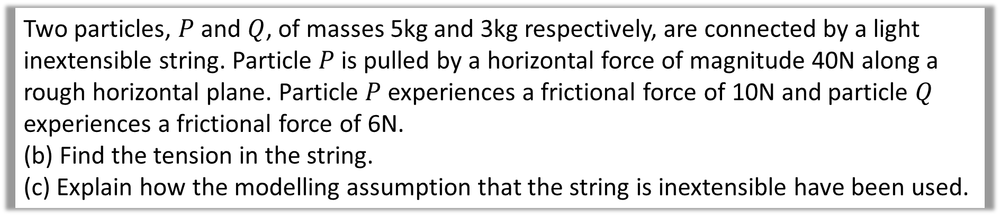 Two particles, P and Q, of masses 5kg and 3kg respectively, are connected by a light
inextensible string. Particle P is pulled by a horizontal force of magnitude 40N along a
rough horizontal plane. Particle P experiences a frictional force of 10N and particle Q
experiences a frictional force of 6N.
(b) Find the tension in the string.
(c) Explain how the modelling assumption that the string is inextensible have been used.